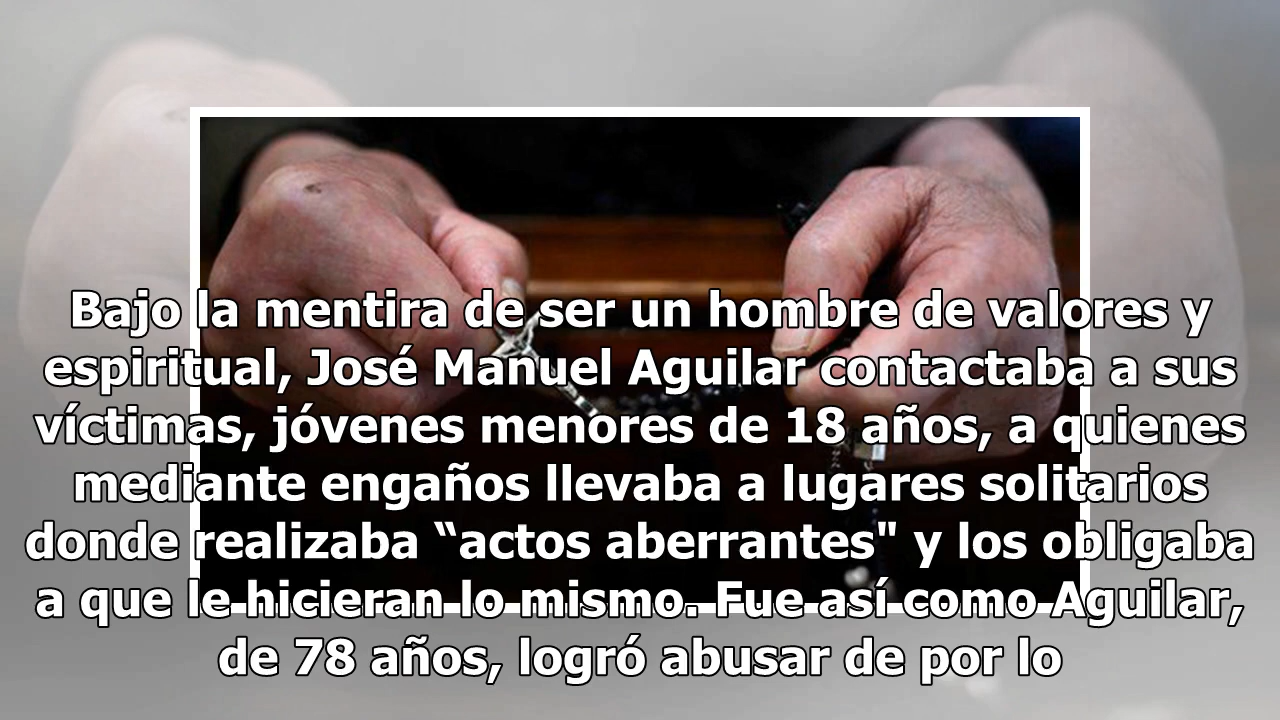 Bajo la mentira de ser un hombre de valores y
espiritual, José Manuel Aguilar contactaba a sus
víctimas, jóvenes menores de 18 años, a quienes
mediante engaños llevaba a lugares solitarios
donde realizaba “actos aberrantes" y los obligaba
a que le hicieran lo mismo. Fue así como Aguilar,
de 78 años, logró abusar de por lo